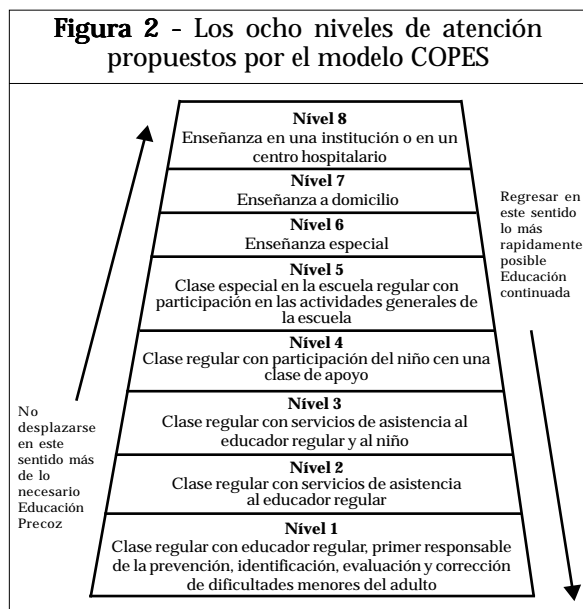 Figura 2 - Los ocho niveles de atención
propuestos por el modelo COPES
Nível 8
Enseñanza en una institución o en un
centro hospitalario
Nível 7
Enseñanza a domicilio
Nível 6
Enseñanza especial
Nível 5
Clase especial en la escuela regular con
participación en las actividades generales de
la escuela
Nível 4
Clase regular con participación del niño cen una
clase de apoyo
Nível 3
Clase regular con servicios de asistencia al
educador regular y al niño
Nível 2
Clase regular con servicios de asistencia
al educador regular
Nível 1
Clase regular con educador regular, primer responsable
de la prevención, identificación, evaluación y corrección
de dificultades menores del adulto
No
desplazarse
en este
sentido más
de lo
necesario
Educación
Precoz
Regresar en
este sentido
lo más
rapidamente
posible
Educación
continuada